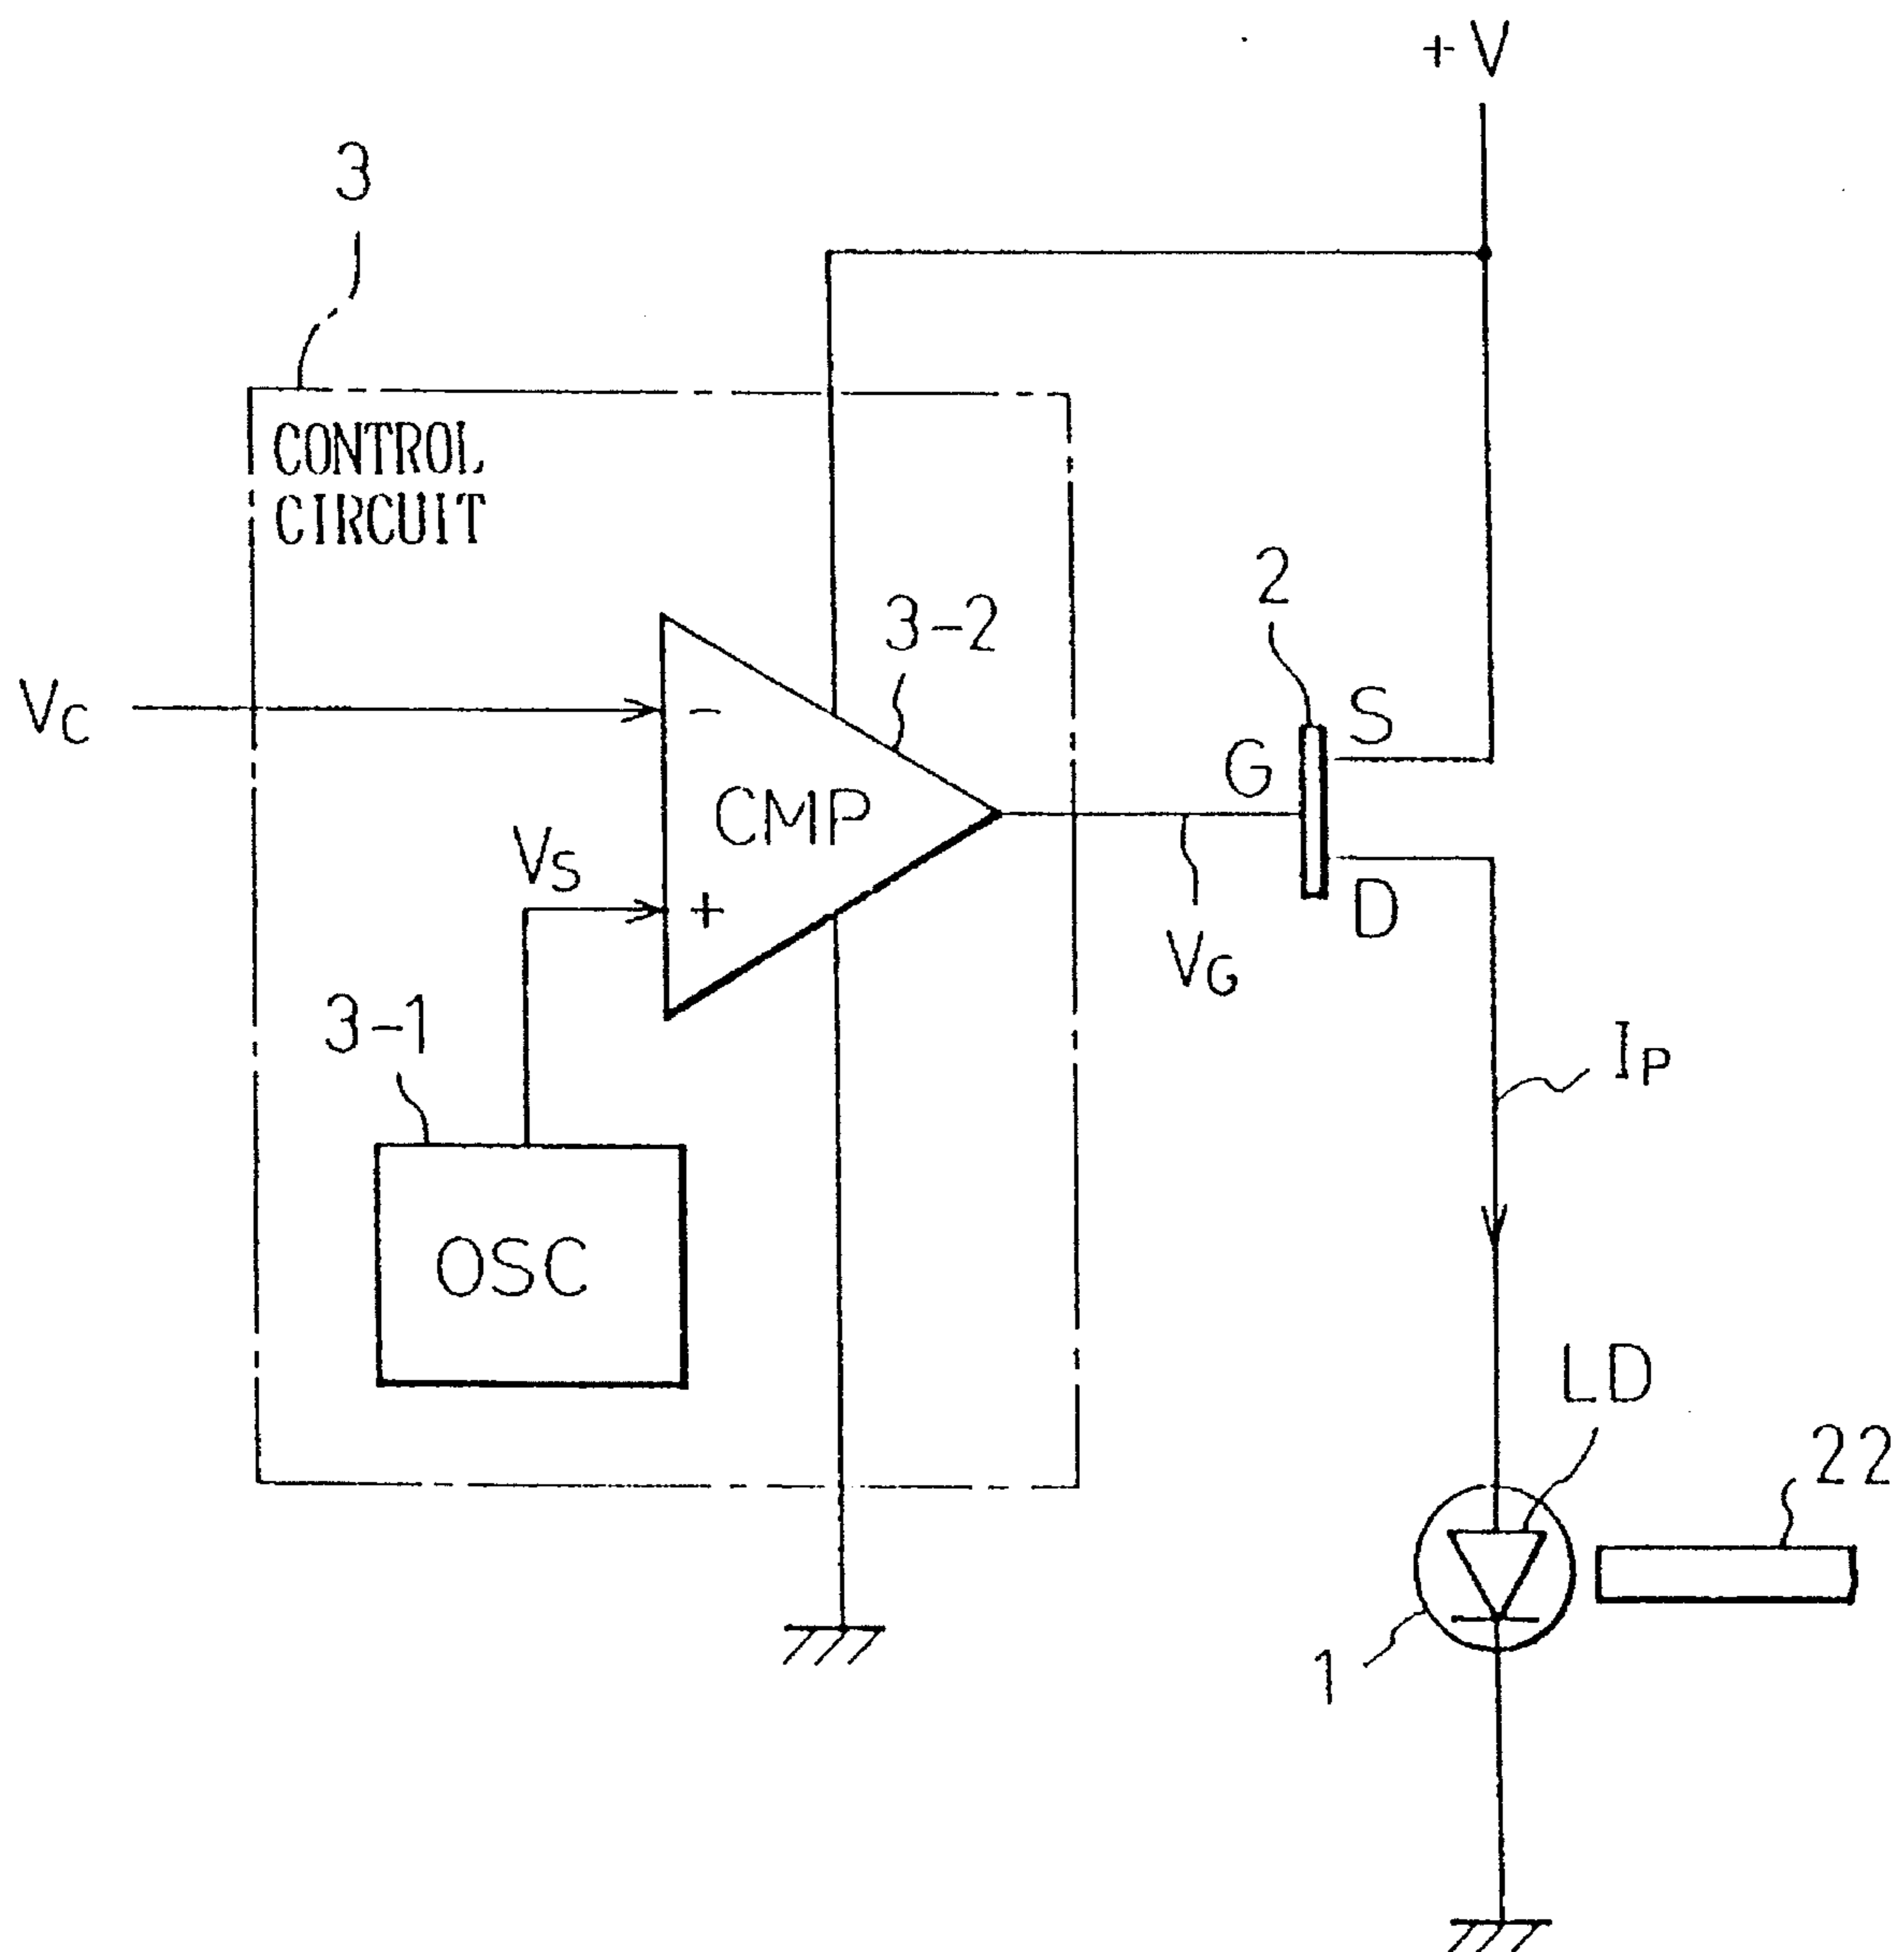 +V
3
CONTROL
CIRCUIT
3-2
2
S
VC
-
G
CMP
VS
+
D
VG
3-1
IP
OSC
LD
22
1